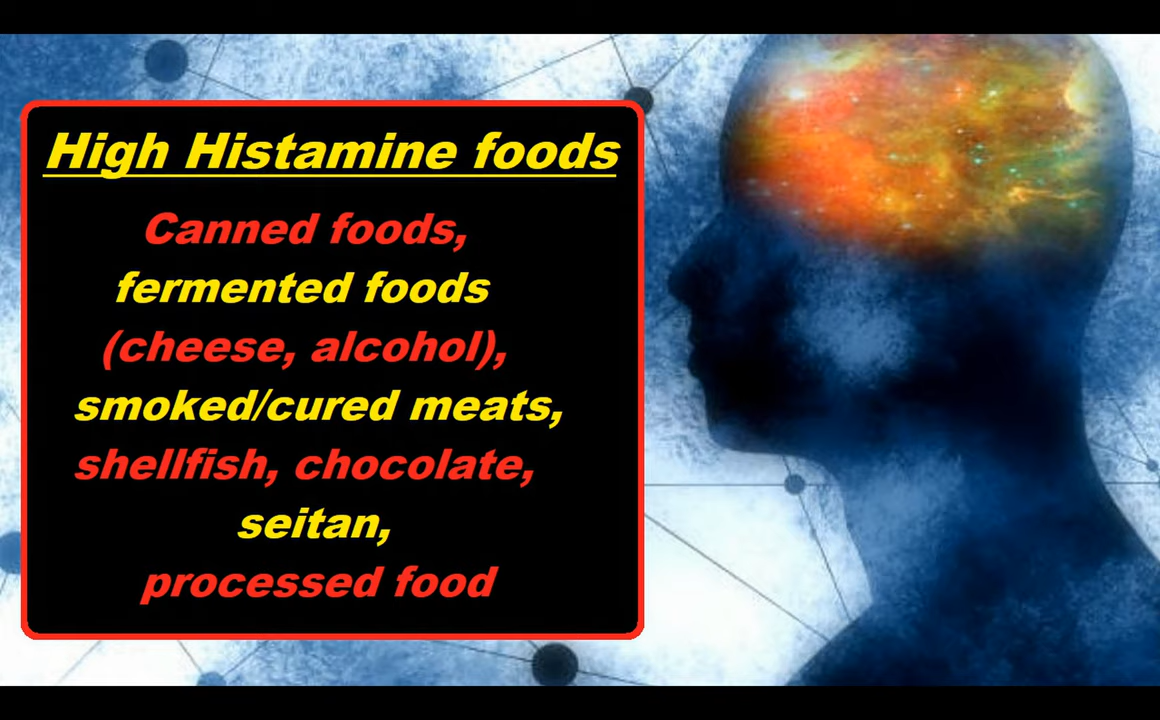 High Histamine foods
Canned foods,
fermented foods
(cheese, alcohol),
smoked/cured meats,
shellfish, chocolate,
seitan,
processed food